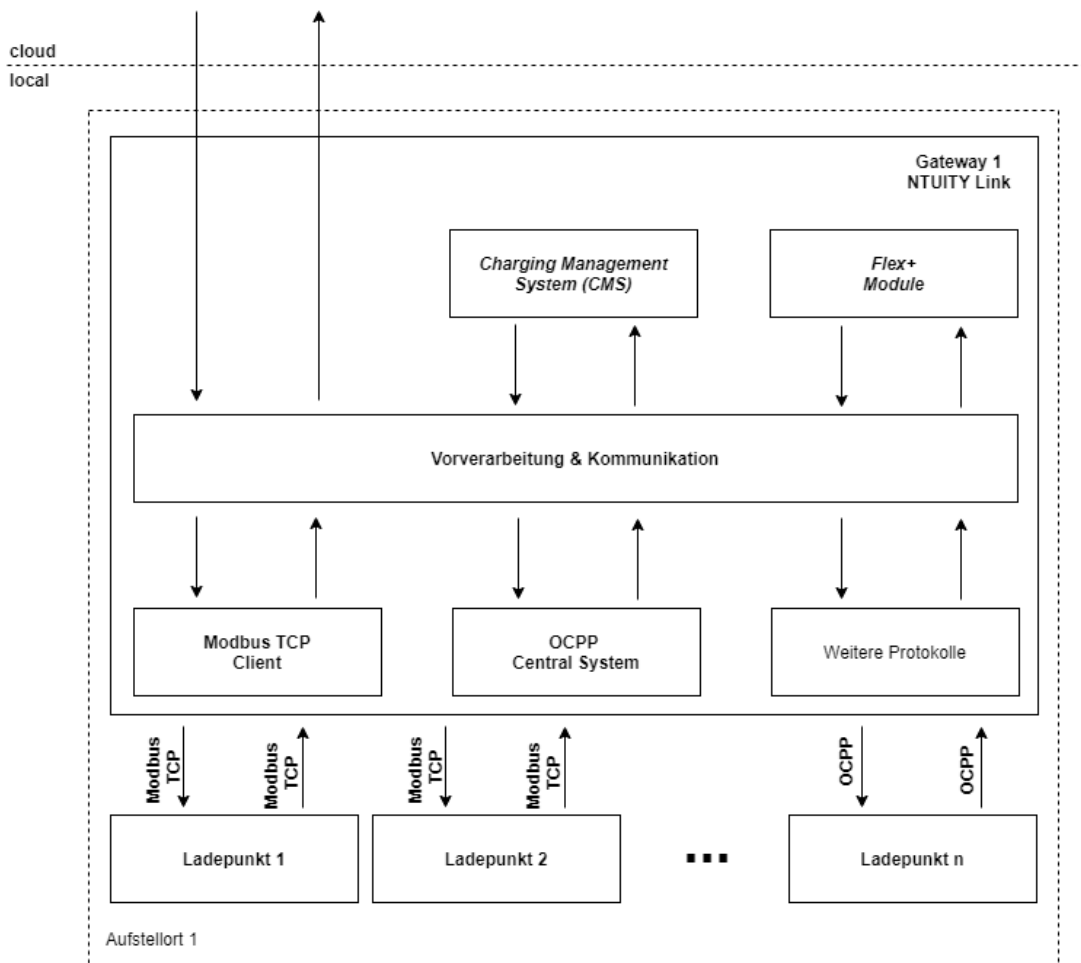 cloud
local
Gateway 1
NTUITY Link
Charging Management
System (CMS)
Flex+
Module
Vorverarbeitung & Kommunikation
Modbus TCP
Client
OCPP
Central System
Weitere Protokolle
Modbus
TCP
Modbus
TCP
Modbus
TCP
Modbus
TCP
OCPP
OCPP
Ladepunkt 1
Ladepunkt 2
...
Ladepunkt n
Aufstellort 1